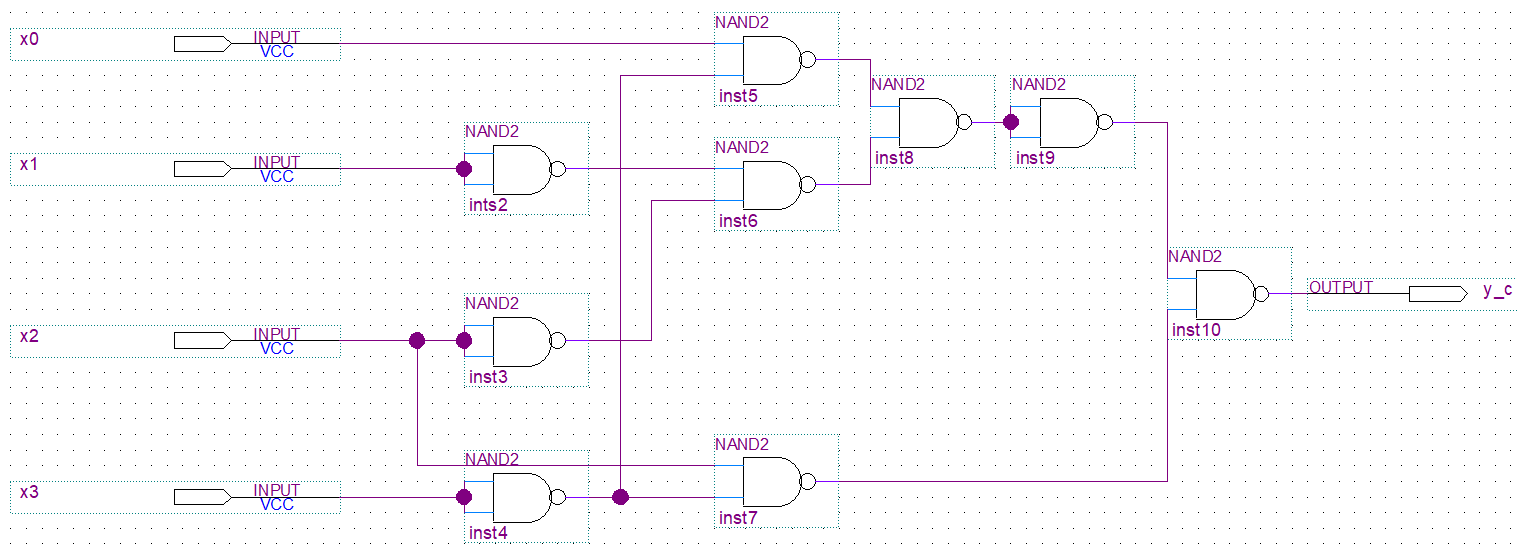 NAND2
x0
INPUT
VCC
inst5
NAND2
NAND2
inst8
inst9
NAND2
x1
INPUT
VCC
ints2
NAND2
inst6
NAND2
OUTPUT
y_c
inst10
NAND2
x2
INPUT
VCC
inst3
NAND2
NAND2
x3
INPUT
VCC
inst4
inst7